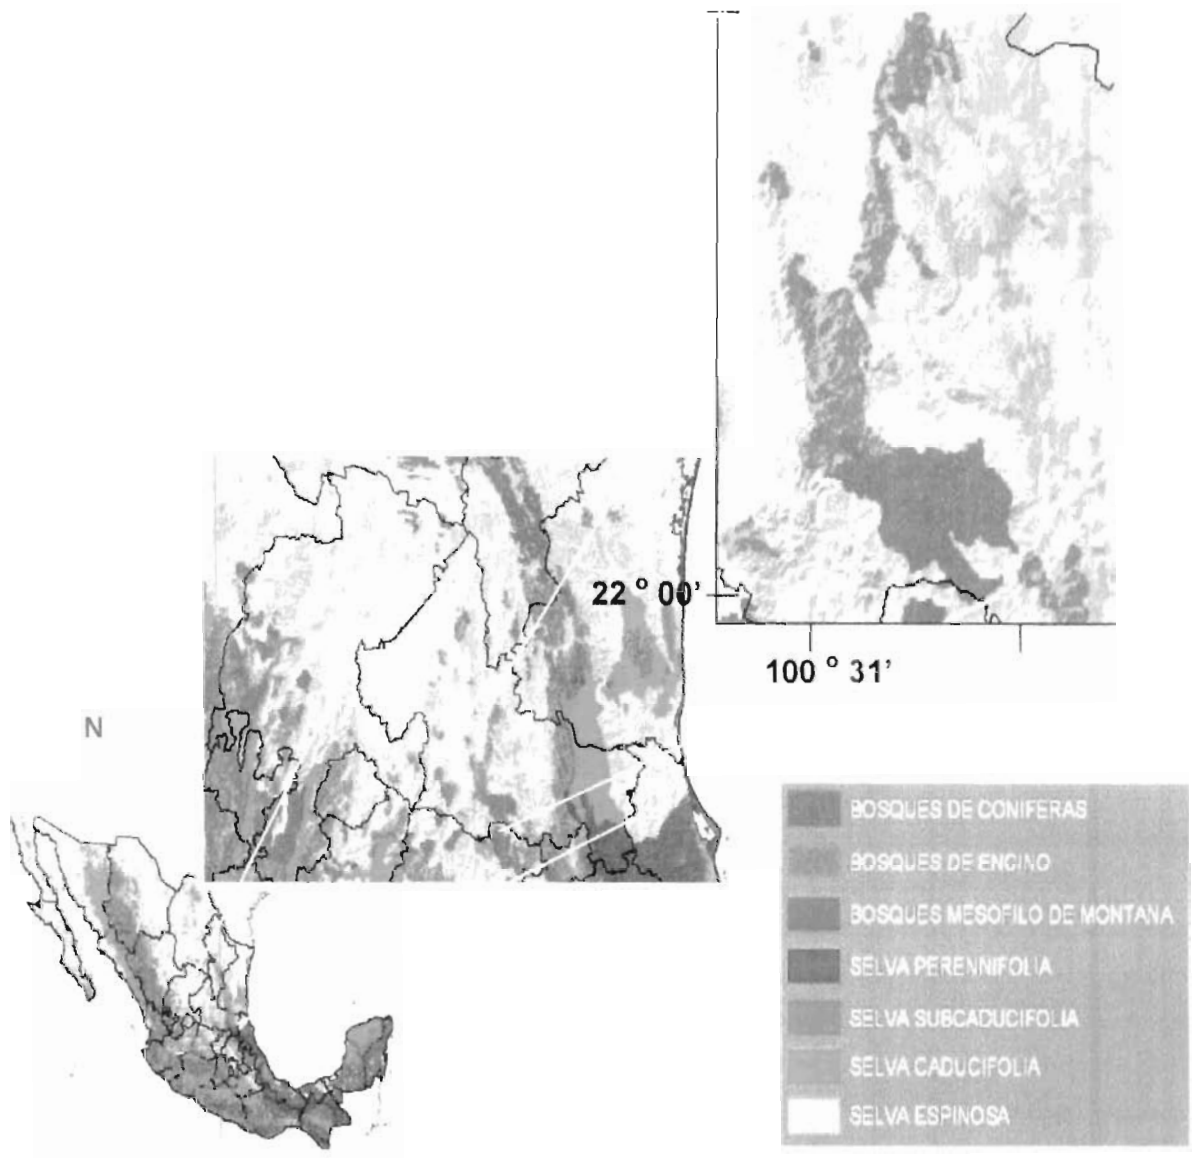 22 ° 00'
100 ° 31'
N
BOSQUES DE CONIFERAS
BOSQUES DE ENCINO
BOSQUES MESOFILO DE MONTANA
SELVA PERENNIFOLIA
SELVA SUBCADUCIFOLIA
SELVA CADUCIFOLIA
SELVA ESPINOSA